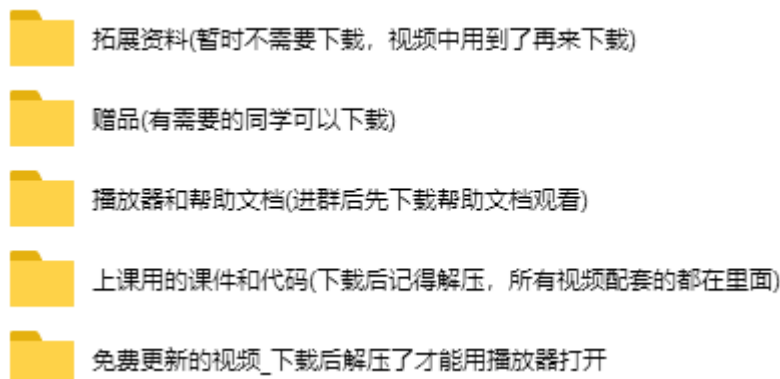 拓展资料(暂时不需要下载，视频中用到了再来下载)
赠品(有需要的同学可以下载)
播放器和帮助文档(进群后先下载帮助文档观看)
上课用的课件和代码(下载后记得解压，所有视频配套的都在里面)
免费更新的视频_下载后解压了才能用播放器打开